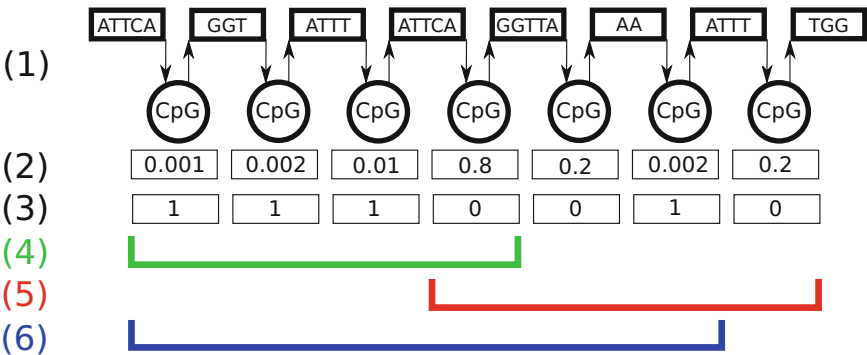 ATTCA GGT ATTT ATTCA GGTTA AA ATTT TGG
(1)
CpG CpG CpG CpG CpG CpG CpG
(2) 0.001 0.002 0.01 0.8 0.2 0.002 0.2
(3) 1 1 1 0 0 1 0
(4)
(5)
(6)